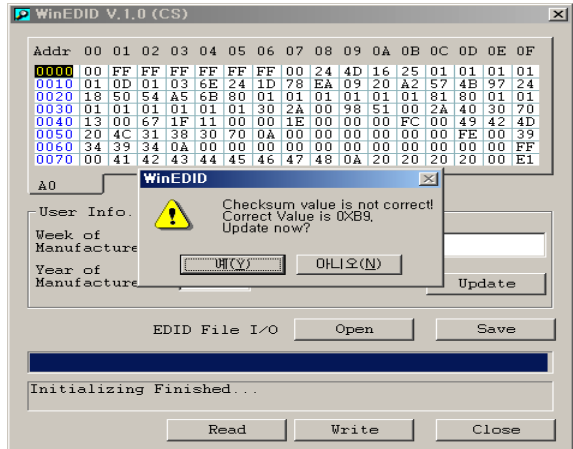 WinEDID V.1.0 (CS)
Addr 00 01 02 03 04 05 06 07 08 09 0A 0B 0C 0D 0E 0F
0000 00 FF FF FF FF FF FF 00 24 4D 16 25 01 01 01 01
0010 01 0D 01 03 6E 24 1D 78 EA 09 20 A2 57 4B 97 24
0020 18 50 54 A5 6B 80 01 01 01 01 01 01 81 80 01 01
0030 01 01 01 01 01 01 30 2A 00 98 51 00 2A 40 30 70
0040 13 00 67 1F 11 00 00 1E 00 00 00 FC 00 49 42 4D
0050 20 4C 31 38 30 70 0A 00 00 00 00 00 00 FE 00 39
0060 34 39 34 0A 00 00 00 00 00 00 00 00 00 00 00 FF
0070 00 41 42 43 44 45 46 47 48 0A 20 20 20 20 00 E1
A0
WinEDID
Checksum value is not correct!
Correct Value is 0XB9,
Update now?
예(Y)
아니오(N)
User Info.
Week of
Manufacture
Year of
Manufacture
Update
EDID File I/O
Open
Save
Initializing Finished...
Read
Write
Close